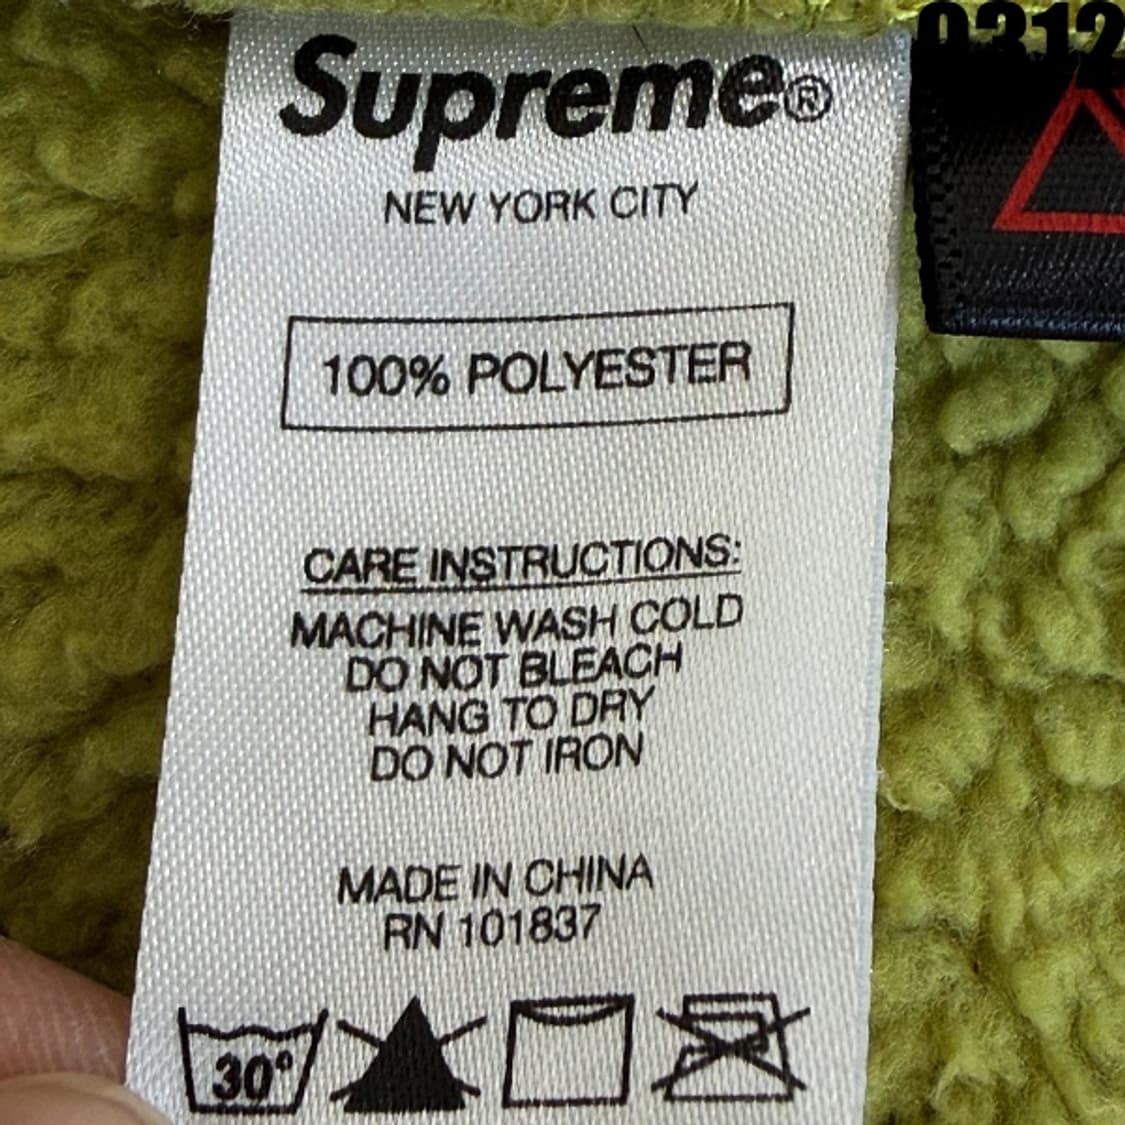 Supreme®
NEW YORK CITY
100% POLYESTER
CARE INSTRUCTIONS:
MACHINE WASH COLD
DO NOT BLEACH
HANG TO DRY
DO NOT IRON
MADE IN CHINA
RN 101837
30°
0312